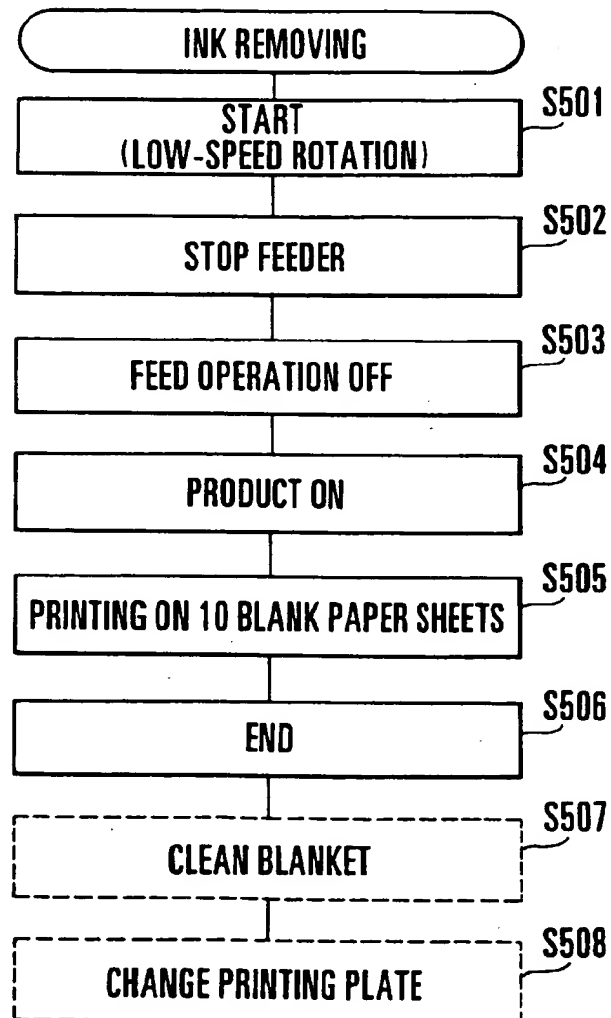 INK REMOVING
S501
START
(LOW-SPEED ROTATION)
S502
STOP FEEDER
S503
FEED OPERATION OFF
S504
PRODUCT ON
S505
PRINTING ON 10 BLANK PAPER SHEETS
S506
END
S507
CLEAN BLANKET
S508
CHANGE PRINTING PLATE